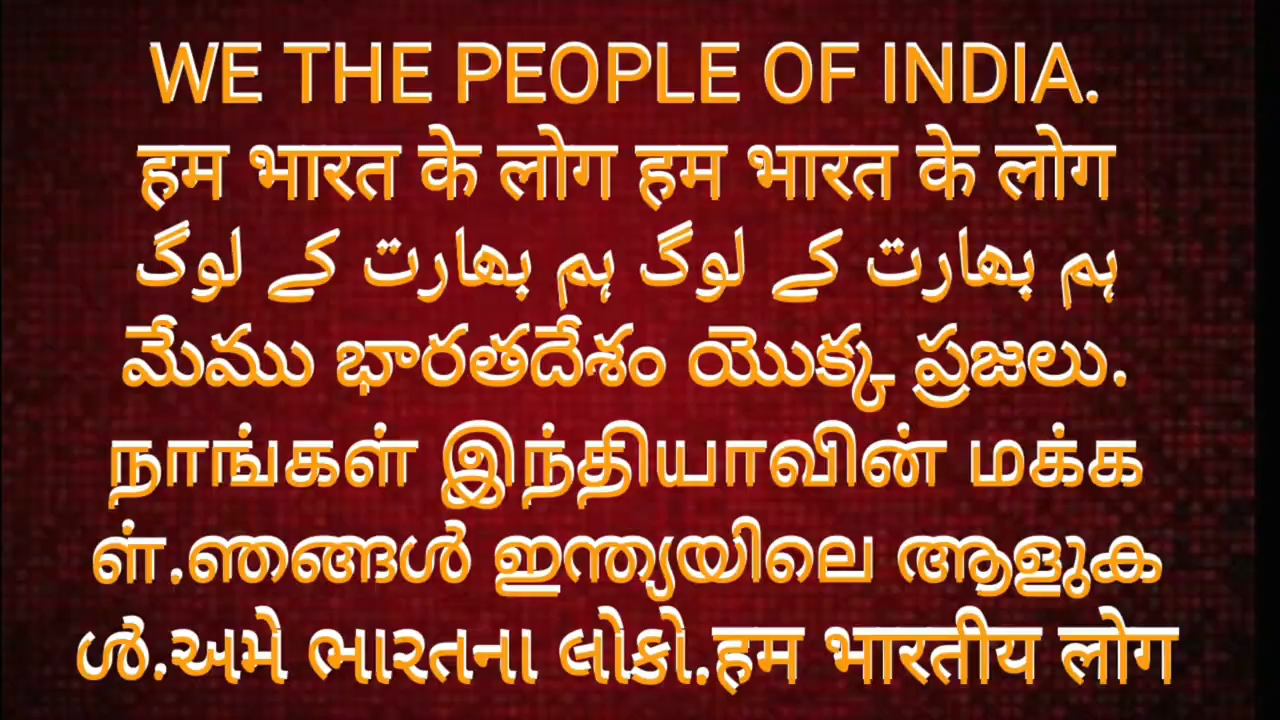 WE THE PEOPLE OF INDIA.
हम भारत के लोग हम भारत के लोग
ہم بھارت کے لوگ ہم بھارت کے لوگ
మేము భారతదేశం యొక్క ప్రజలు.
நாங்கள் இந்தியாவின் மக்க
ள்.ഞങ്ങൾ ഇന്ത്യയിലെ ആളുക
ൾ.અમે ભારતના લોકો.हम भारतीय लोग